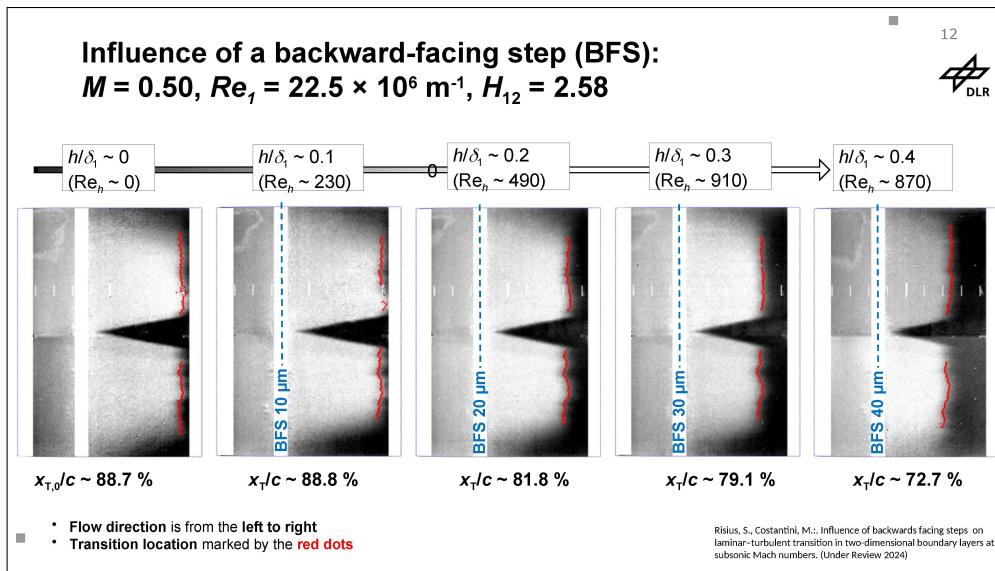 12
Influence of a backward-facing step (BFS):
M = 0.50, Re₁ = 22.5 × 10⁶ m⁻¹, H₁₂ = 2.58
DLR
h/δ₁ ~ 0
(Reₕ ~ 0)
h/δ₁ ~ 0.1
(Reₕ ~ 230)
0
h/δ₁ ~ 0.2
(Reₕ ~ 490)
h/δ₁ ~ 0.3
(Reₕ ~ 910)
h/δ₁ ~ 0.4
(Reₕ ~ 870)
BFS 10 µm
BFS 20 µm
BFS 30 µm
BFS 40 µm
x_T,0/c ~ 88.7 %
x_T/c ~ 88.8 %
x_T/c ~ 81.8 %
x_T/c ~ 79.1 %
x_T/c ~ 72.7 %
• Flow direction is from the left to right
• Transition location marked by the red dots
Risius, S., Costantini, M.:. Influence of backwards facing steps on
laminar–turbulent transition in two-dimensional boundary layers at
subsonic Mach numbers. (Under Review 2024)